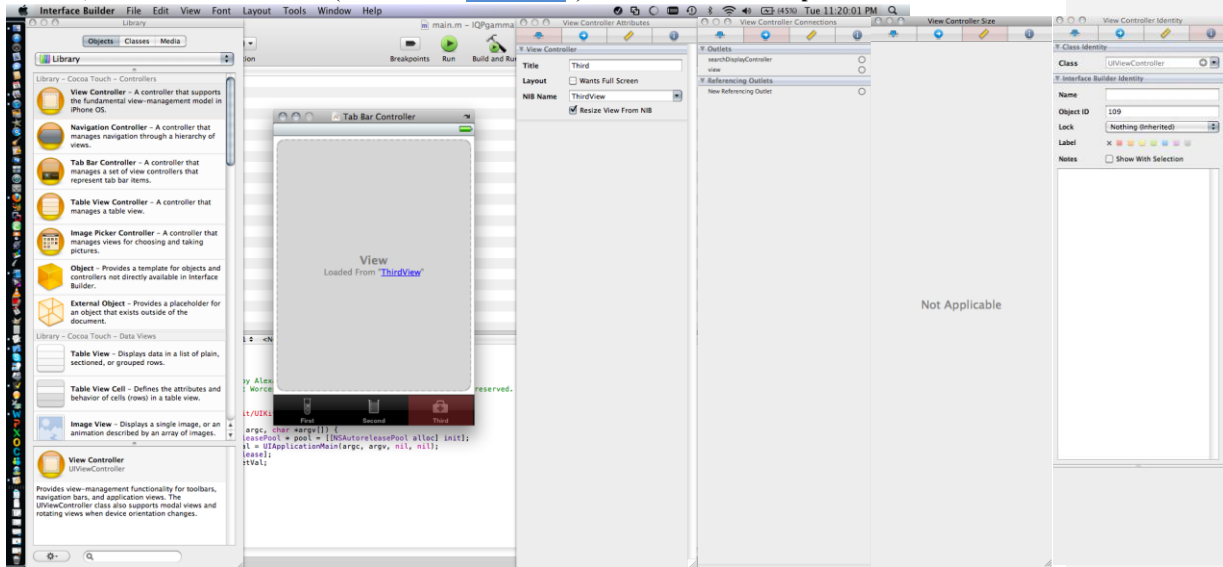 Interface Builder File Edit View Font Layout Tools Window Help
(45%) Tue 11:20:01 PM
Library
Objects Classes Media
Library
Library – Cocoa Touch – Controllers
View Controller – A controller that supports
the fundamental view-management model in
iPhone OS.
Navigation Controller – A controller that
manages navigation through a hierarchy of
views.
Tab Bar Controller – A controller that
manages a set of view controllers that
represent tab bar items.
Table View Controller – A controller that
manages a table view.
Image Picker Controller – A controller that
manages views for choosing and taking
pictures.
Object – Provides a template for objects and
controllers not directly available in Interface
Builder.
External Object – Provides a placeholder for
an object that exists outside of the
document.
Library – Cocoa Touch – Data Views
Table View – Displays data in a list of plain,
sectioned, or grouped rows.
Table View Cell – Defines the attributes and
behavior of cells (rows) in a table view.
Image View – Displays a single image, or an
animation described by an array of images.
View Controller
UIViewController
Provides view-management functionality for toolbars,
navigation bars, and application views. The
UIViewController class also supports modal views and
rotating views when device orientation changes.
main.m – IQPgamma
Breakpoints Run Build and Run
Tab Bar Controller
View
Loaded From "ThirdView"
First Second Third
by Alex
reserved.
argc, char *argv[]) {
leasePool * pool = [[NSAutoreleasePool alloc] init];
al = UIApplicationMain(argc, argv, nil, nil);
lease];
etVal;
View Controller Attributes
View Controller
Title Third
Layout Wants Full Screen
NIB Name ThirdView
Resize View From NIB
View Controller Connections
Outlets
searchDisplayController
view
Referencing Outlets
New Referencing Outlet
View Controller Size
Not Applicable
View Controller Identity
Class Identity
Class UIViewController
Interface Builder Identity
Name
Object ID 109
Lock Nothing (Inherited)
Label
Notes Show With Selection